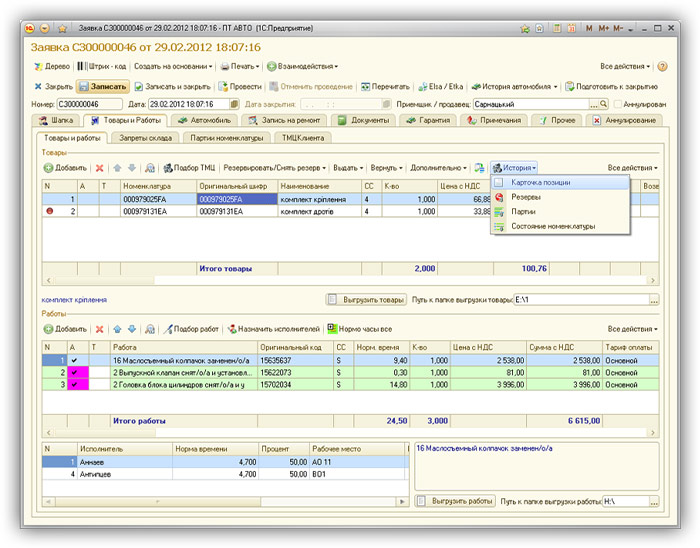 Заявка СЗ00000046 от 29.02.2012 18:07:16 - ПТ АВТО [1С:Предприятие]
M M+ M-
Заявка СЗ00000046 от 29.02.2012 18:07:16
Дерево Штрих - код Создать на основании Печать Взаимодействия Все действия
Закрыть Записать Записать и закрыть Провести Отменить проведение Перечитать Elsa / Etka История автомобиля Подготовить к закрытию
Номер: СЗ00000046 Дата: 29.02.2012 18:07:16 Дата закрытия: Приемщик / продавец: Сарнацький ... Аннулирован
Шапка Товары и Работы Автомобиль Запись на ремонт Документы Гарантия Примечания Прочее Аннулирование
Товары и работы Запреты склада Партии номенклатуры ТМЦКлиента
Товары
Добавить Подбор ТМЦ Резервировать/Снять резерв Выдать Вернуть Дополнительно История Все действия
N А Т Номенклатура Оригинальный шифр Наименование СС К-во Цена с НДС Возе
1 000979025FA 000979025FA комплект кріплення 4 1,000 66,88
2 000979131EA 000979131EA комплект дротів 4 1,000 33,88
Карточка позиции
Резервы
Партии
Состояние номенклатуры
Итого товары 2,000 100,76
комплект кріплення Выгрузить товары Путь к папке выгрузки товары: E:\1 ...
Работы
Добавить Подбор работ Назначить исполнителей Нормо часы все Все действия
N А Т Работа Оригинальный код СС Норм. время К-во Цена с НДС Сумма с НДС Тариф оплаты
1 16 Маслосъемный колпачок заменен/о/а 15635637 S 9,40 1,000 2 538,00 2 538,00 Основной
2 2 Выпускной клапан снят/о/а и установл... 15622073 S 0,30 1,000 81,00 81,00 Основной
3 2 Головка блока цилиндров снят/о/а и у 15702034 S 14,80 1,000 3 996,00 3 996,00 Основной
Итого работы 24,50 3,000 6 615,00
N Исполнитель Норма времени Процент Рабочее место
1 Аннаев 4,700 50,00 АО 11
4 Антипцев 4,700 50,00 ВО1
16 Маслосъемный колпачок заменен/о/а
Выгрузить работы Путь к папке выгрузки работы: H:\ ...